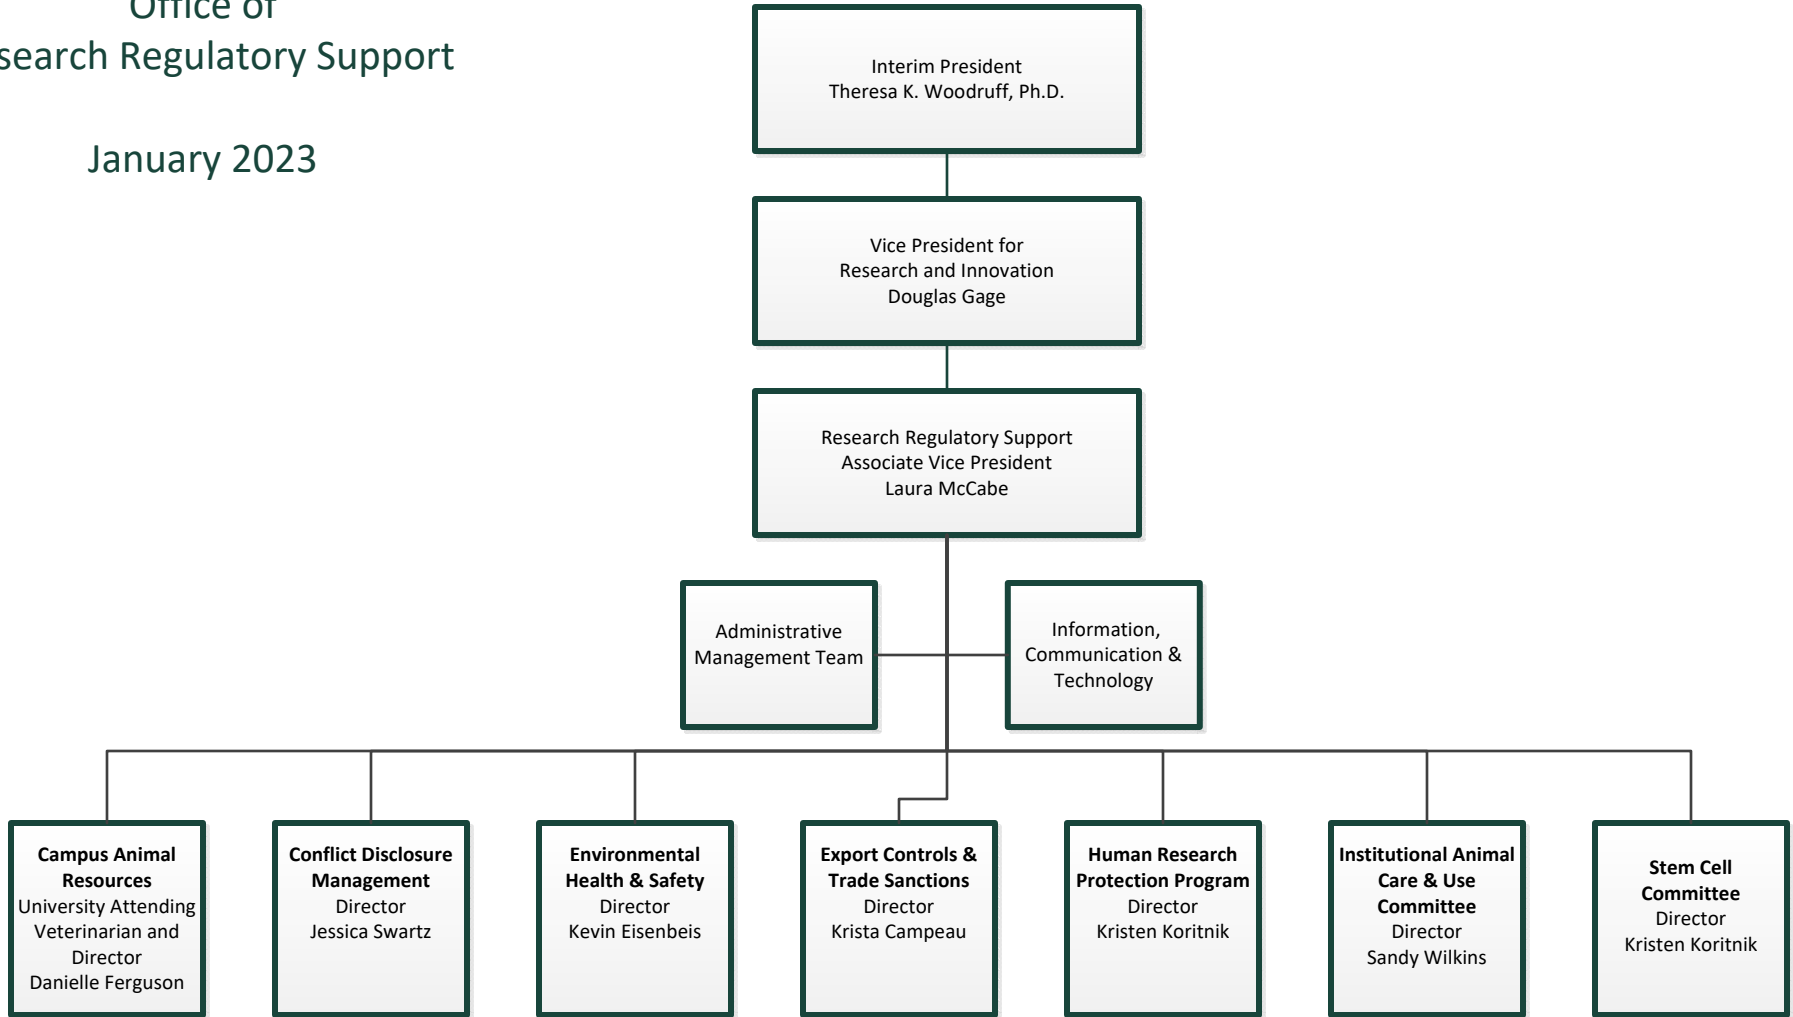 Office of
search Regulatory Support
January 2023
Interim President
Theresa K. Woodruff, Ph.D.
Vice President for
Research and Innovation
Douglas Gage
Research Regulatory Support
Associate Vice President
Laura McCabe
Administrative
Management Team
Information,
Communication &
Technology
Campus Animal
Resources
University Attending
Veterinarian and
Director
Danielle Ferguson
Conflict Disclosure
Management
Director
Jessica Swartz
Environmental
Health & Safety
Director
Kevin Eisenbeis
Export Controls &
Trade Sanctions
Director
Krista Campeau
Human Research
Protection Program
Director
Kristen Koritnik
Institutional Animal
Care & Use
Committee
Director
Sandy Wilkins
Stem Cell
Committee
Director
Kristen Koritnik